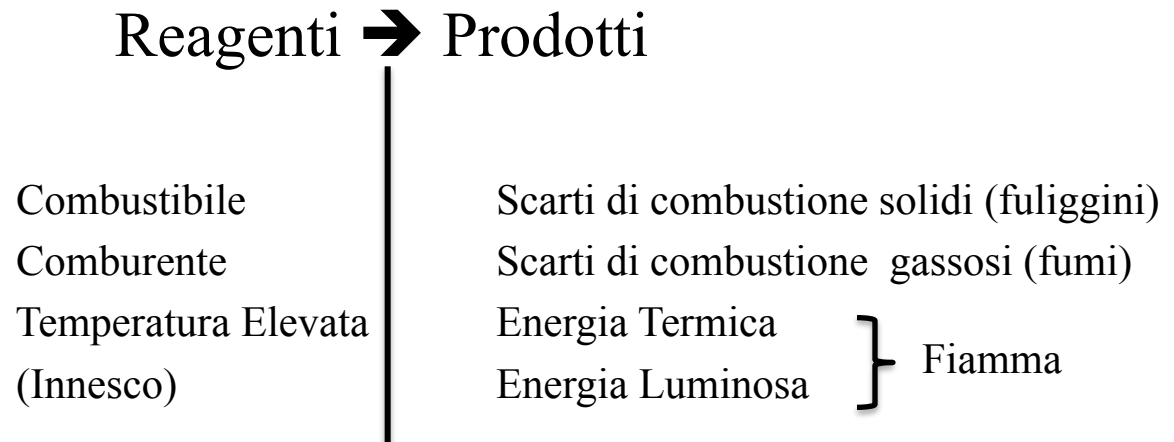 Reagenti → Prodotti
Combustibile
Scarti di combustione solidi (fuliggini)
Comburente
Scarti di combustione gassosi (fumi)
Temperatura Elevata
Energia Termica
(Innesco)
Energia Luminosa
Fiamma